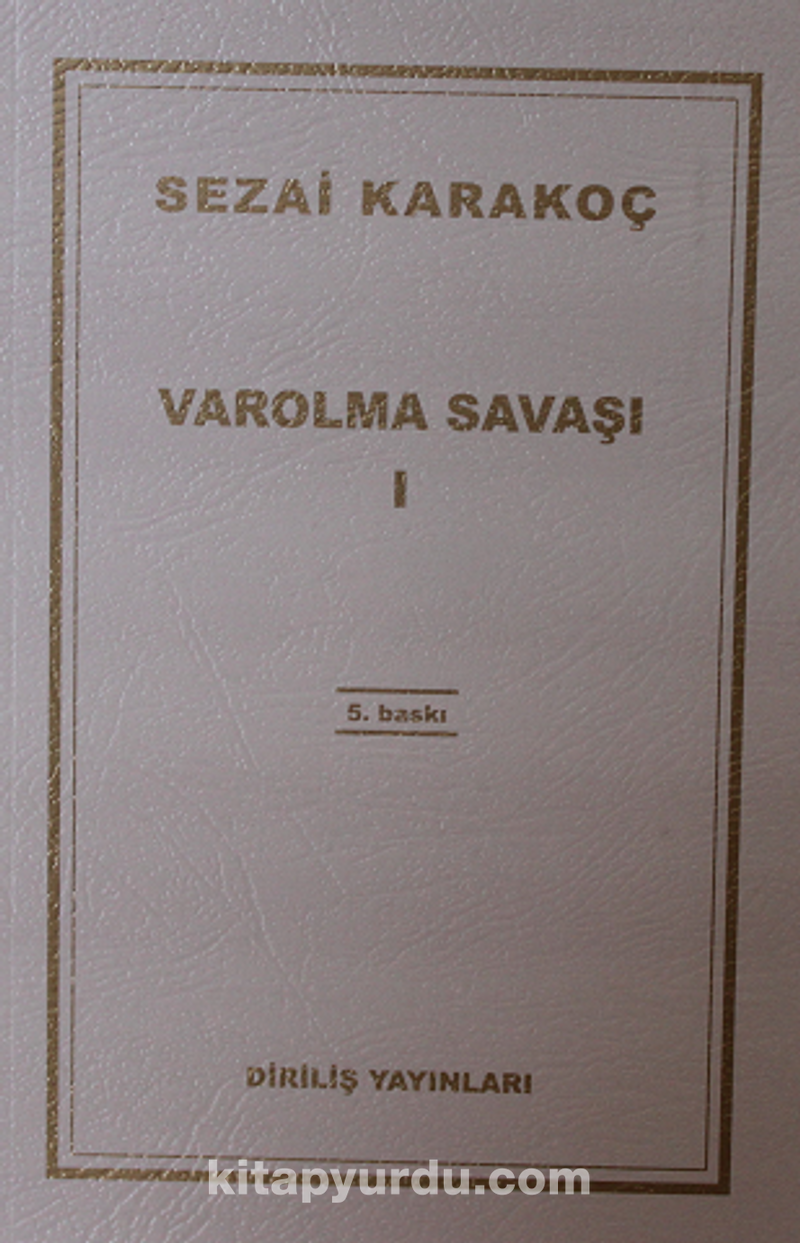 SEZAİ KARAKOÇ
VAROLMA SAVAŞI
I
5. baskı
DİRİLİŞ YAYINLARI
kitapyurdu.com